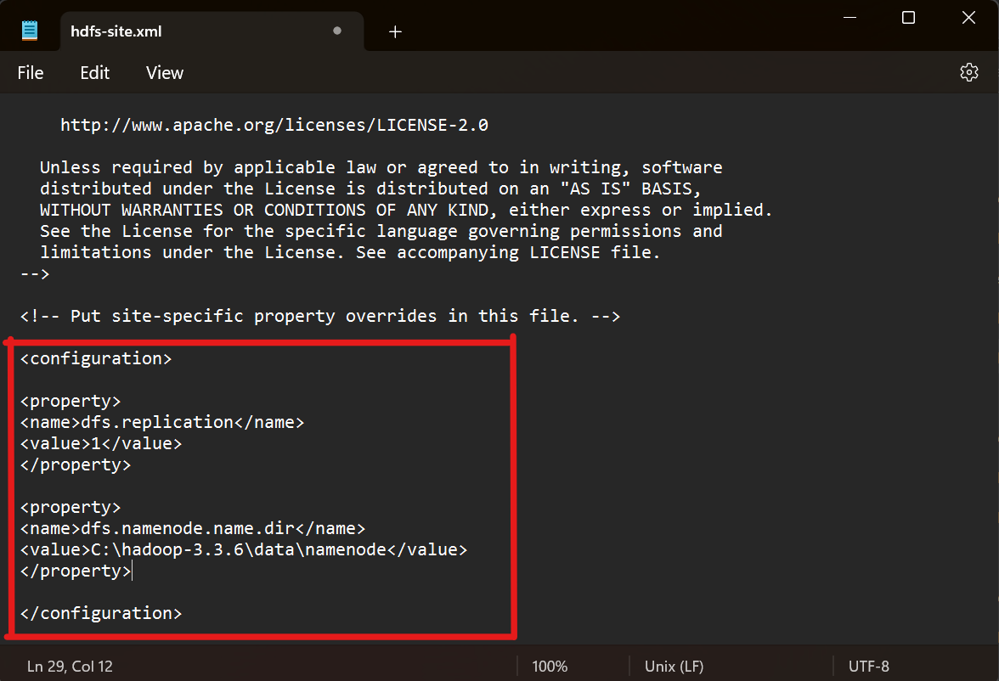 hdfs-site.xml
File Edit View
http://www.apache.org/licenses/LICENSE-2.0
Unless required by applicable law or agreed to in writing, software
distributed under the License is distributed on an "AS IS" BASIS,
WITHOUT WARRANTIES OR CONDITIONS OF ANY KIND, either express or implied.
See the License for the specific language governing permissions and
limitations under the License. See accompanying LICENSE file.
-->
<!-- Put site-specific property overrides in this file. -->
<configuration>
<property>
<name>dfs.replication</name>
<value>1</value>
</property>
<property>
<name>dfs.namenode.name.dir</name>
<value>C:\hadoop-3.3.6\data\namenode</value>
</property>
</configuration>
Ln 29, Col 12 100% Unix (LF) UTF-8